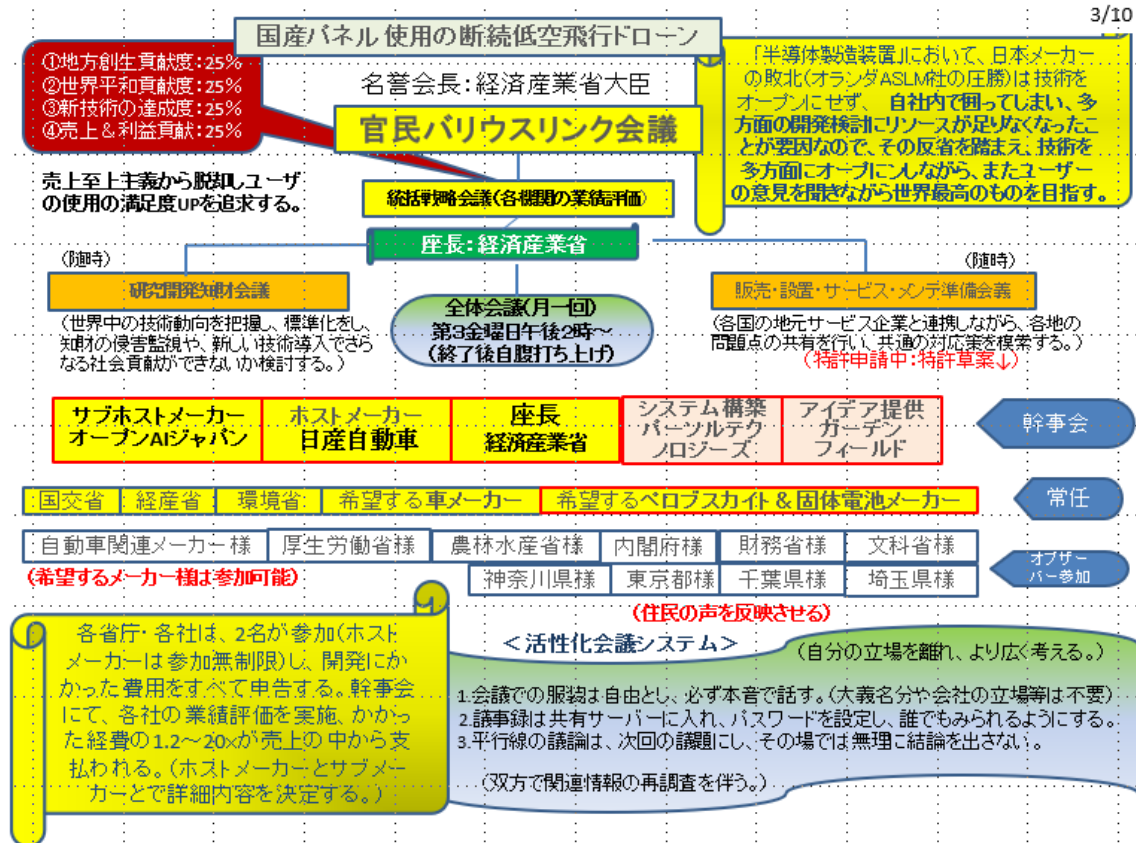 3/10
国産パネル使用の断続低空飛行ドローン
①地方創生貢献度:25%
②世界平和貢献度:25%
③新技術の達成度:25%
④売上&利益貢献:25%
名誉会長:経済産業省大臣
官民バリウスリンク会議
「半導体製造装置」において、日本メーカー
の敗北(オランダASLM社の圧勝)は技術を
オープンにせず、 自社内で囲ってしまい、多
方面の開発検討にリソースが足りなくなったこ
とが要因なので、その反省を踏まえ、技術を
多方面にオープにンしながら、またユーザー
の意見を聞きながら世界最高のものを目指す。
売上至上主義から脱却しユーザ
の使用の満足度UPを追求する。
統括戦略会議(各機関の業績評価)
座長:経済産業省
(随時)
研究開発知財会議
(世界中の技術動向を把握し、標準化をし、
知財の侵害監視や、新しい技術導入でさら
なる社会貢献ができないか検討する。)
全体会議(月一回)
第3金曜日午後2時~
(終了後自腹打ち上げ)
(随時)
販売・設置・サービス・メンテ準備会義
(各国の地元サービス企業と連携しながら、各地の
問題点の共有を行い、共通の対応策を模索する。)
(特許申請中:特許草案↓)
サブホストメーカー
オープンAIジャパン
ホストメーカー
日産自動車
座長
経済産業省
システム構築
パーソルテク
ノロジーズ
アイデア提供
ガーデン
フィールド
幹事会
国交省
経産省
環境省
希望する車メーカー
希望するペロブスカイト&固体電池メーカー
常任
自動車関連メーカー様
厚生労働省様
農林水産省様
内閣府様
財務省様
文科省様
オブザー
バー参加
(希望するメーカー様は参加可能)
神奈川県様
東京都様
千葉県様
埼玉県様
(住民の声を反映させる)
各省庁・各社は、2名が参加(ホスト
メーカーは参加無制限)し、開発にか
かった費用をすべて申告する。幹事会
にて、各社の業績評価を実施、かかっ
た経費の1.2~20xが売上の中から支
払われる。(ホストメーカーとサブメー
カーとで詳細内容を決定する。)
<活性化会議システム>
(自分の立場を離れ、より広く考える。)
1.会議での服装は自由とし、必ず本音で話す。(大義名分や会社の立場等は不要)
2.議事録は共有サーバーに入れ、パスワードを設定し、誰でもみられるようにする。
3.平行線の議論は、次回の議題にし、その場では無理に結論を出さない。
(双方で関連情報の再調査を伴う。)